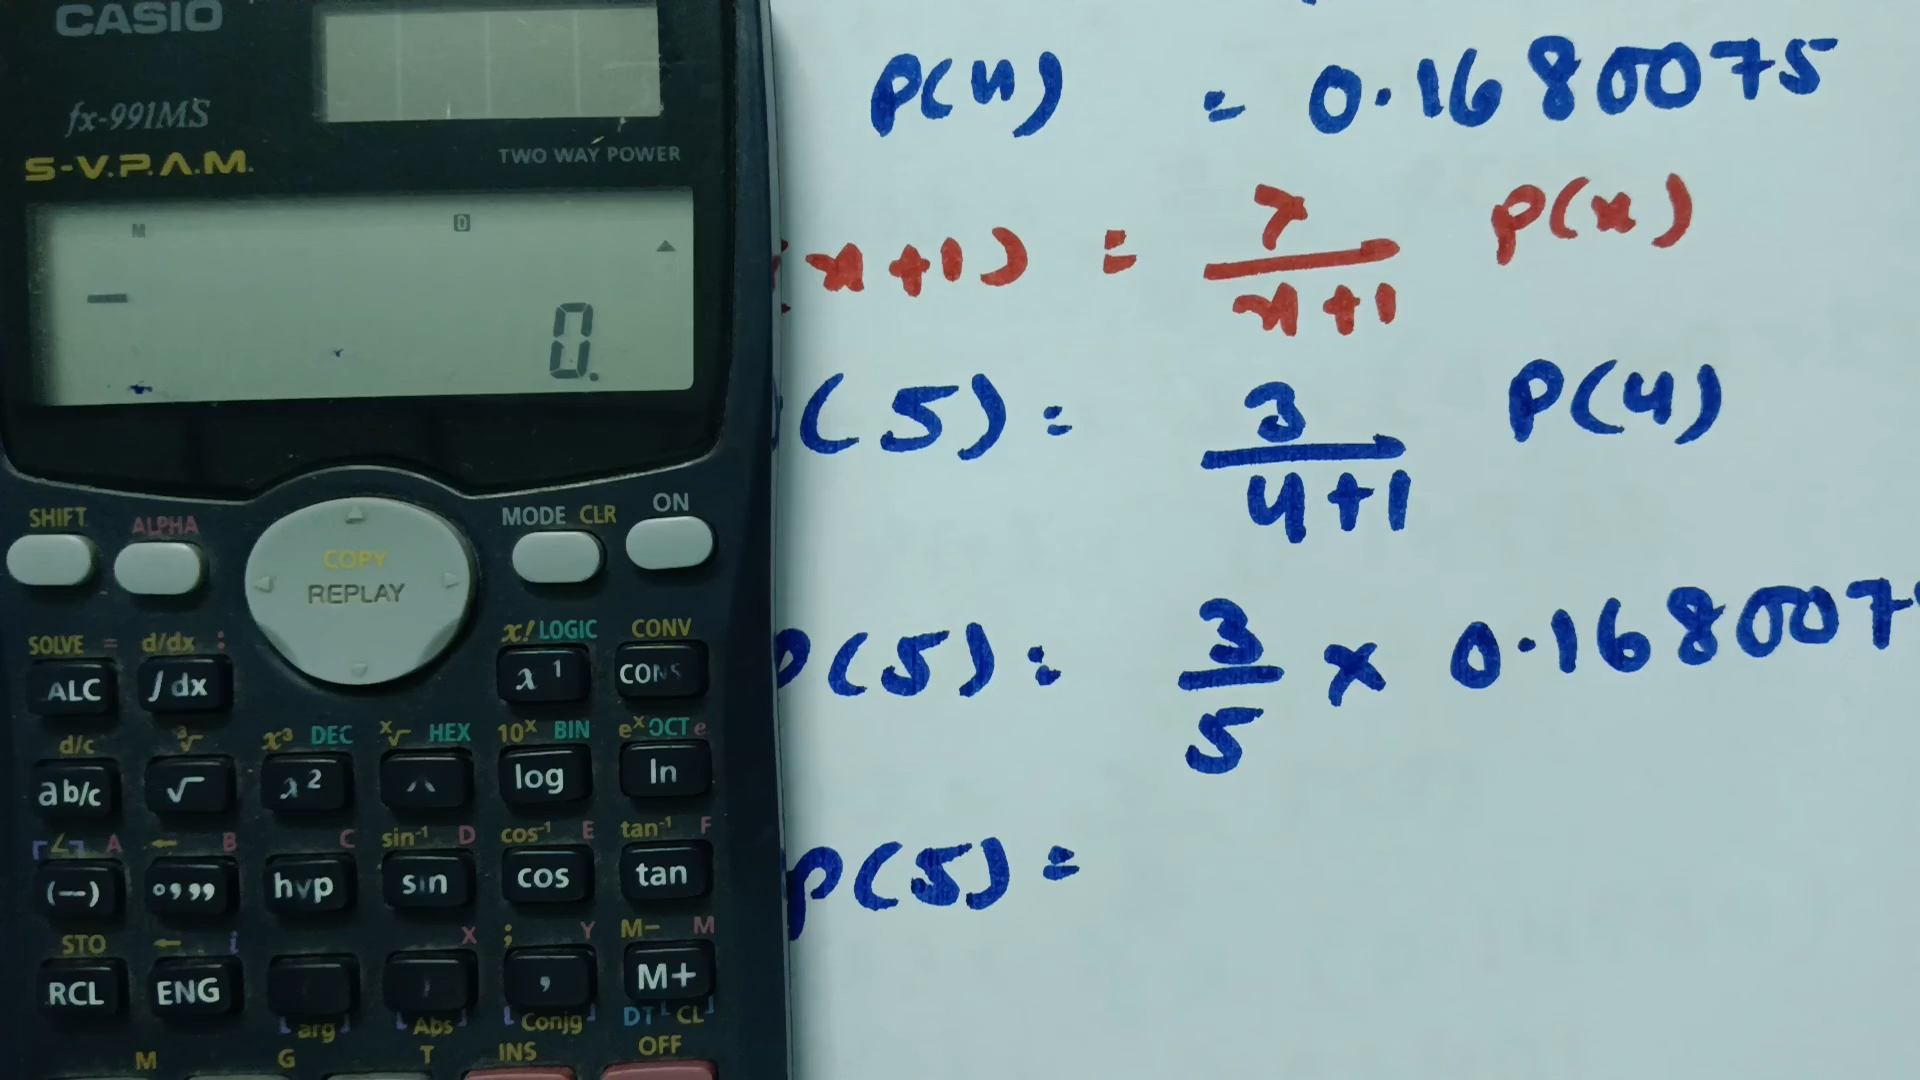 CASIO
fx-991MS
S-V.P.A.M.
TWO WAY POWER
M D
0.
SHIFT ALPHA MODE CLR ON
COPY
REPLAY
SOLVE = d/dx : x! LOGIC CONV
ALC ∫dx CONS
d/c ³√ x³ DEC ˣ√ HEX 10ˣ BIN eˣ OCT e
ab/c √ x² ^ log ln
∠ A ← B C sin⁻¹ D cos⁻¹ E tan⁻¹ F
(—) °,,, hyp sin cos tan
STO ← i X ; Y M− M
RCL ENG ) , M+
arg Abs Conjg DT CL
M G T INS OFF
P(4) = 0.1680075
(x+1) = λ/x+1 P(x)
(5) = 3/4+1 P(4)
P(5) = 3/5 × 0.168007
P(5) =